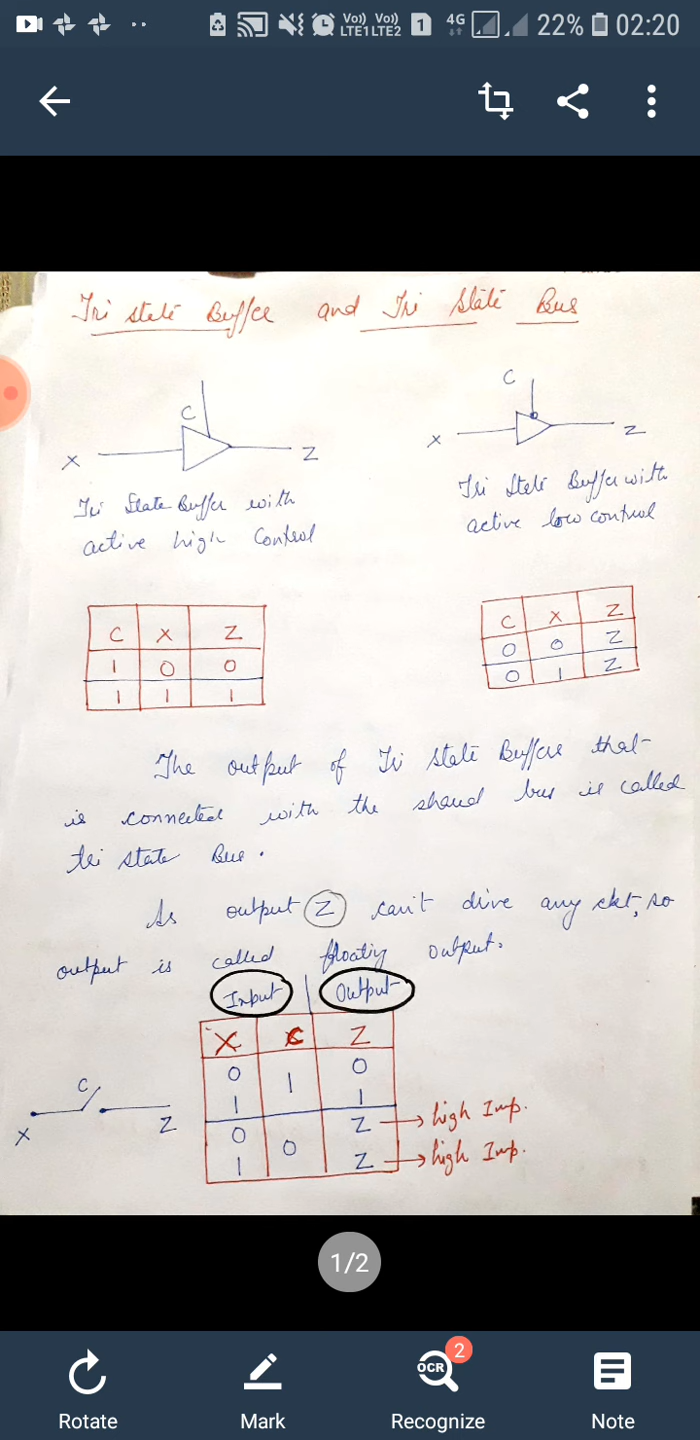 Vo)) Vo))
LTE1 LTE2
1
4G
22%
02:20
Tri state Buffer and Tri State Bus
C
X
Z
Tri State Buffer with
active high Control
C
X
Z
Tri State Buffer with
active low control
C X Z
1 0 0
1 1 1
C X Z
0 0 Z
0 1 Z
The output of Tri state Buffere that
is connected with the shared bus is called
tri state Bus.
As output Z can't drive any ckt, so
output is called floatig output.
Input | Output
X C Z
0 1 0
1 1
0 0 Z → high Imp.
1 Z → high Imp.
C
X
Z
1/2
OCR
2
Rotate
Mark
Recognize
Note